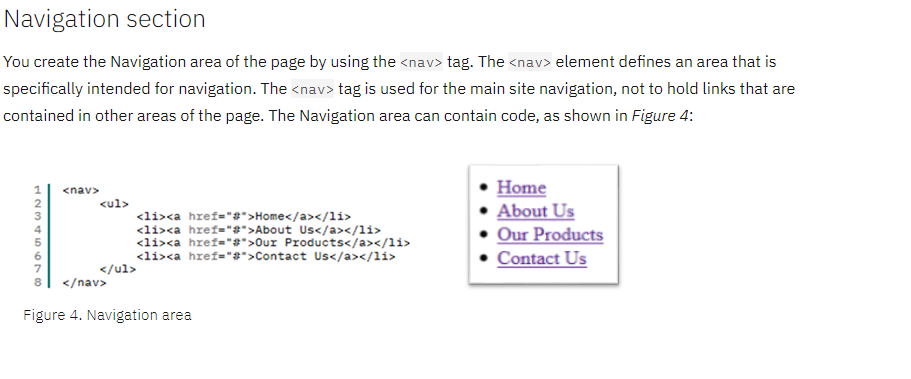 Navigation section
You create the Navigation area of the page by using the <nav> tag. The <nav> element defines an area that is
specifically intended for navigation. The <nav> tag is used for the main site navigation, not to hold links that are
contained in other areas of the page. The Navigation area can contain code, as shown in Figure 4:
1 <nav>
2 <ul>
3 <li><a href="#">Home</a></li>
4 <li><a href="#">About Us</a></li>
5 <li><a href="#">Our Products</a></li>
6 <li><a href="#">Contact Us</a></li>
7 </ul>
8 </nav>
• Home
• About Us
• Our Products
• Contact Us
Figure 4. Navigation area